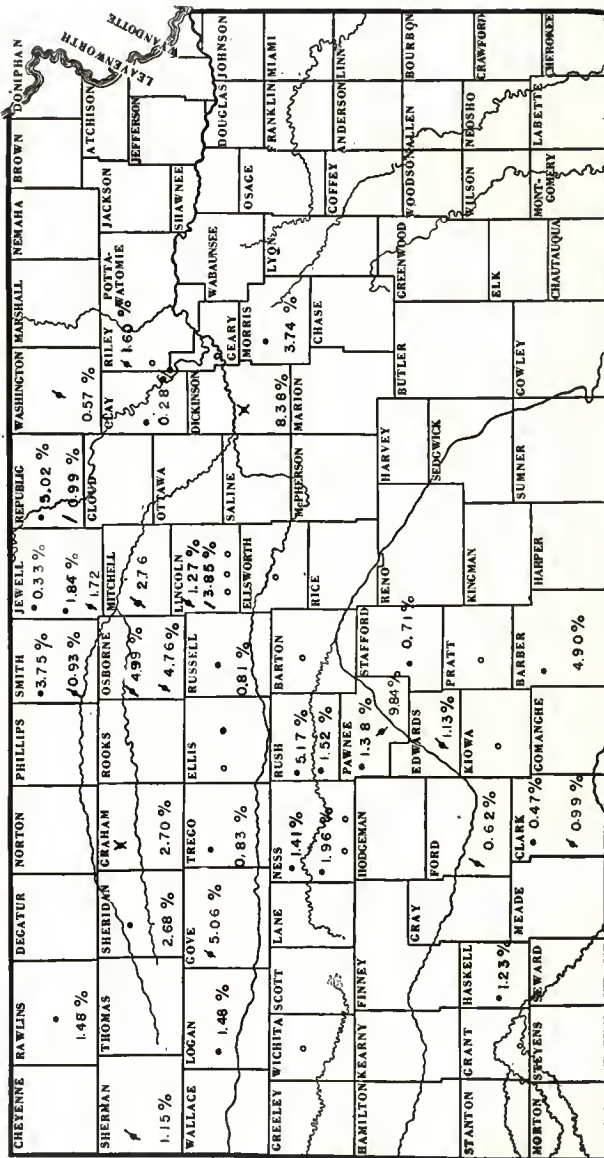 CHEYENNE RAWLINS DECATUR NORTON PHILLIPS SMITH JEWELL REPUBLIC WASHINGTON MARSHALL NEMAHA BROWN DONIPHAN
1.48 % 3.75 % 0.93 % 0.33 % 1.84 % 1.72 5.02 % 0.99 % 0.57 %
SHERMAN THOMAS SHERIDAN GRAHAM ROOKS OSBORNE MITCHELL CLOUD CLAY RILEY POTTA- WATOMIE JACKSON ATCHISON
1.15 % 2.68 % 2.70 % 4.99 % 4.76 % 2.76 0.28 1.60 %
OTTAWA SHAWNEE JEFFERSON LEAVENWORTH WYANDOTTE
WALLACE LOGAN GOVE TREGO ELLIS RUSSELL LINCOLN SALINE DICKINSON GEARY WABAUNSEE OSAGE DOUGLAS JOHNSON
1.48 % 5.06 % 0.83 % 0.81 % 1.27 % 3.85 % 8.38 %
ELLSWORTH MORRIS LYON FRANKLIN MIAMI
3.74 %
GREELEY WICHITA SCOTT LANE NESS RUSH BARTON RICE McPHERSON MARION CHASE COFFEY ANDERSON LINN
1.41 % 1.96 % 5.17 % 1.52 %
HAMILTON KEARNY FINNEY HODGEMAN PAWNEE STAFFORD RENO HARVEY BUTLER GREENWOOD WOODSON ALLEN BOURBON
1.38 % 9.84 % 0.71 %
GRAY FORD EDWARDS SEDGWICK
0.62 % 1.13 %
STANTON GRANT HASKELL KIOWA PRATT KINGMAN ELK WILSON NEOSHO CRAWFORD
1.23 %
MORTON STEVENS SEWARD MEADE CLARK COMANCHE BARBER HARPER SUMNER COWLEY CHAUTAUQUA MONT- GOMERY LABETTE CHEROKEE
0.47 % 0.99 % 4.90 %